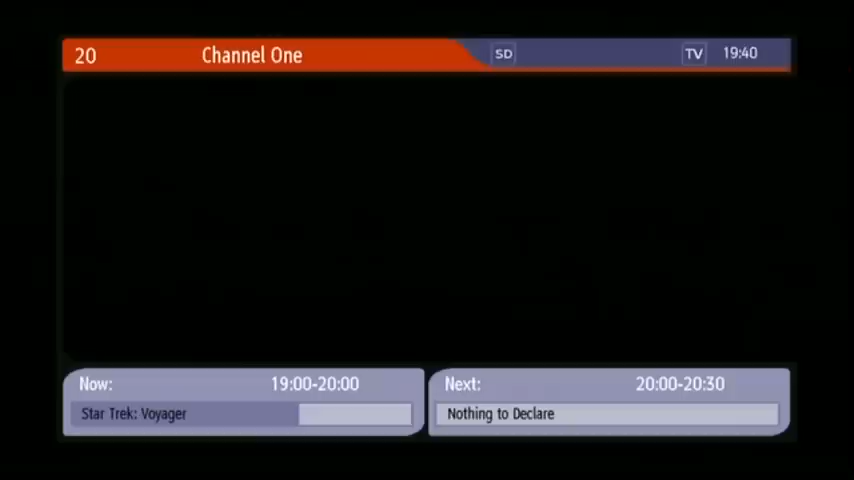 20 Channel One SD TV 19:40
Now: 19:00-20:00
Star Trek: Voyager
Next: 20:00-20:30
Nothing to Declare